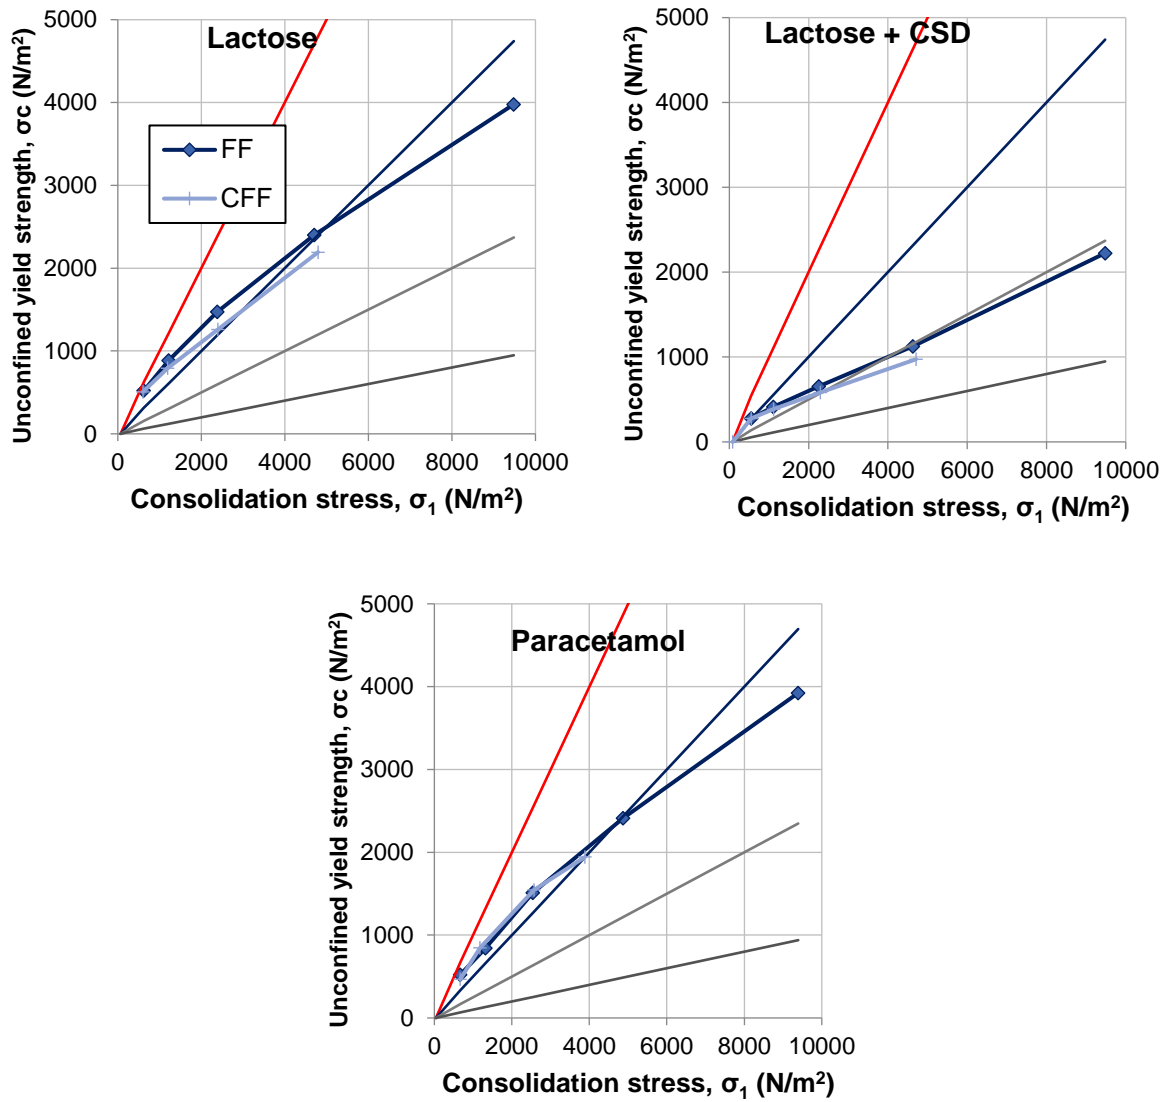 Lactose
Unconfined yield strength, σc (N/m²)
5000
4000
3000
2000
1000
0
FF
CFF
0 2000 4000 6000 8000 10000
Consolidation stress, σ₁ (N/m²)
Lactose + CSD
Unconfined yield strength, σc (N/m²)
5000
4000
3000
2000
1000
0
0 2000 4000 6000 8000 10000
Consolidation stress, σ₁ (N/m²)
Paracetamol
Unconfined yield strength, σc (N/m²)
5000
4000
3000
2000
1000
0
0 2000 4000 6000 8000 10000
Consolidation stress, σ₁ (N/m²)